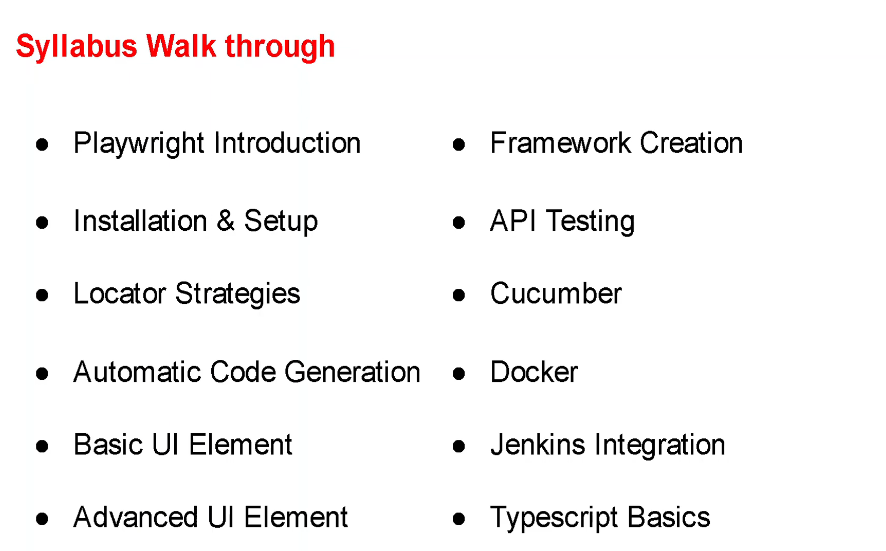 Syllabus Walk through
● Playwright Introduction
● Installation & Setup
● Locator Strategies
● Automatic Code Generation
● Basic UI Element
● Advanced UI Element
● Framework Creation
● API Testing
● Cucumber
● Docker
● Jenkins Integration
● Typescript Basics